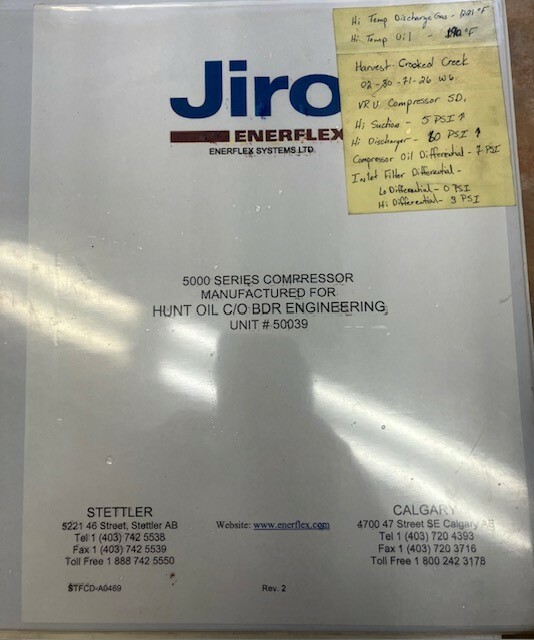 Hi Temp Discharge Gas - °F
Hi Temp Oil - °F
Harvest Crooked Creek
02-30-71-26 W6
VRU Compressor SD.
Hi Suction - 5 PSI ↑
Hi Discharger - 60 PSI ↑
Compressor Oil Differential - 7 PSI
Inlet Filter Differential -
Lo Differential - 0 PSI
Hi Differential - 3 PSI
Jiro
ENERFLEX
ENERFLEX SYSTEMS LTD
5000 SERIES COMPRESSOR
MANUFACTURED FOR
HUNT OIL C/O BDR ENGINEERING
UNIT # 50039
STETTLER
5221 46 Street, Stettler AB
Tel 1 (403) 742 5538
Fax 1 (403) 742 5539
Toll Free 1 888 742 5550
Website: www.enerflex.com
CALGARY
4700 47 Street SE Calgary AB
Tel 1 (403) 720 4393
Fax 1 (403) 720 3716
Toll Free 1 800 242 3178
STFCD-A0469
Rev. 2